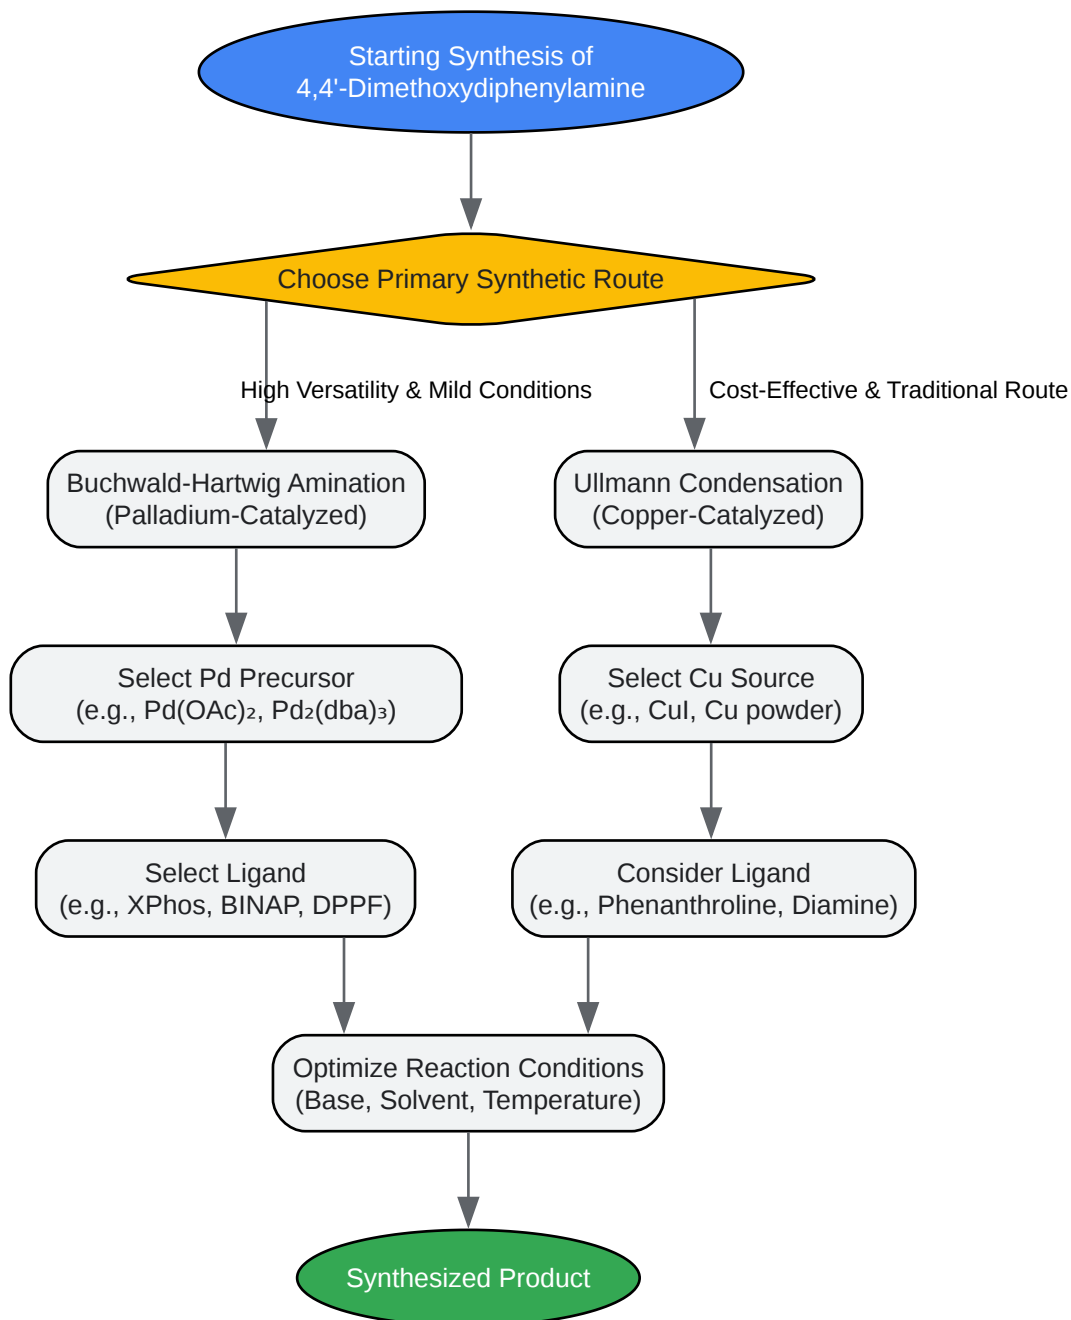 Starting Synthesis of
4,4'-Dimethoxydiphenylamine
Choose Primary Synthetic Route
High Versatility & Mild Conditions
Cost-Effective & Traditional Route
Buchwald-Hartwig Amination
(Palladium-Catalyzed)
Ullmann Condensation
(Copper-Catalyzed)
Select Pd Precursor
(e.g., Pd(OAc)₂, Pd₂(dba)₃)
Select Cu Source
(e.g., CuI, Cu powder)
Select Ligand
(e.g., XPhos, BINAP, DPPF)
Consider Ligand
(e.g., Phenanthroline, Diamine)
Optimize Reaction Conditions
(Base, Solvent, Temperature)
Synthesized Product